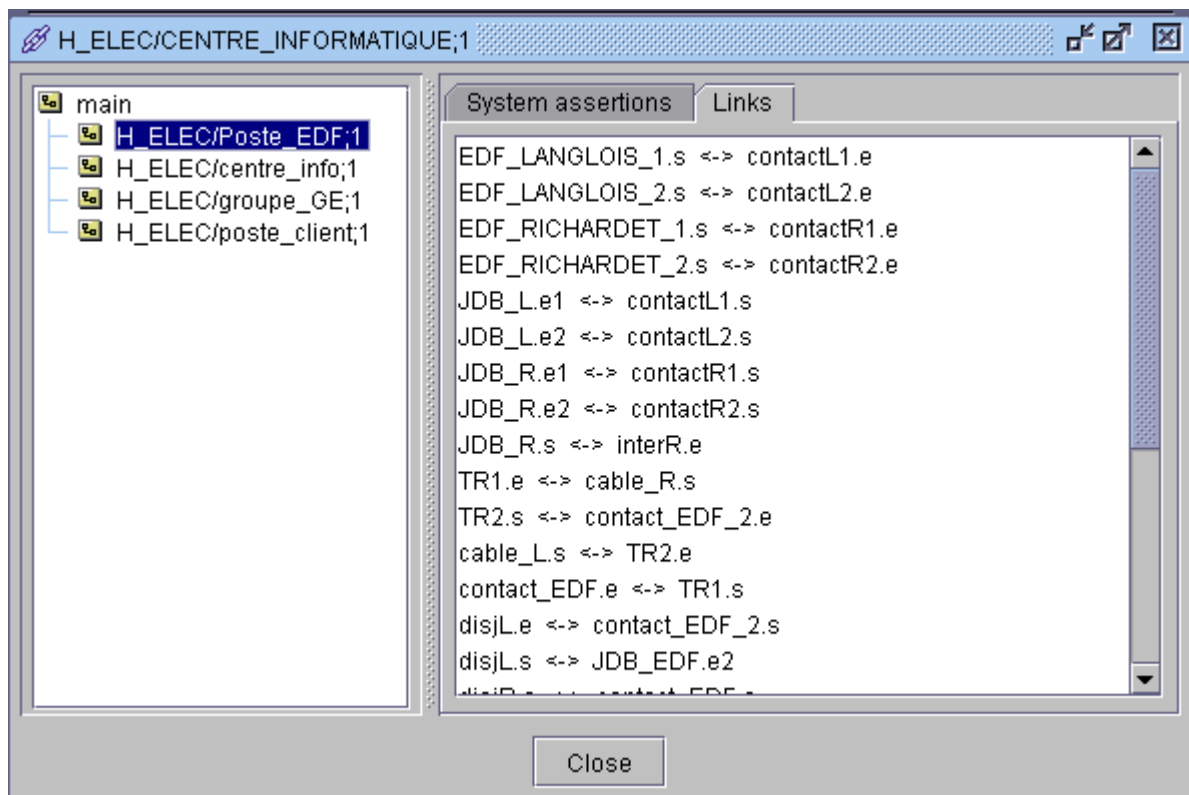 H_ELEC/CENTRE_INFORMATIQUE;1
main
H_ELEC/Poste_EDF;1
H_ELEC/centre_info;1
H_ELEC/groupe_GE;1
H_ELEC/poste_client;1
System assertions
Links
EDF_LANGLOIS_1.s <-> contactL1.e
EDF_LANGLOIS_2.s <-> contactL2.e
EDF_RICHARDET_1.s <-> contactR1.e
EDF_RICHARDET_2.s <-> contactR2.e
JDB_L.e1 <-> contactL1.s
JDB_L.e2 <-> contactL2.s
JDB_R.e1 <-> contactR1.s
JDB_R.e2 <-> contactR2.s
JDB_R.s <-> interR.e
TR1.e <-> cable_R.s
TR2.s <-> contact_EDF_2.e
cable_L.s <-> TR2.e
contact_EDF.e <-> TR1.s
disjL.e <-> contact_EDF_2.s
disjL.s <-> JDB_EDF.e2
Close